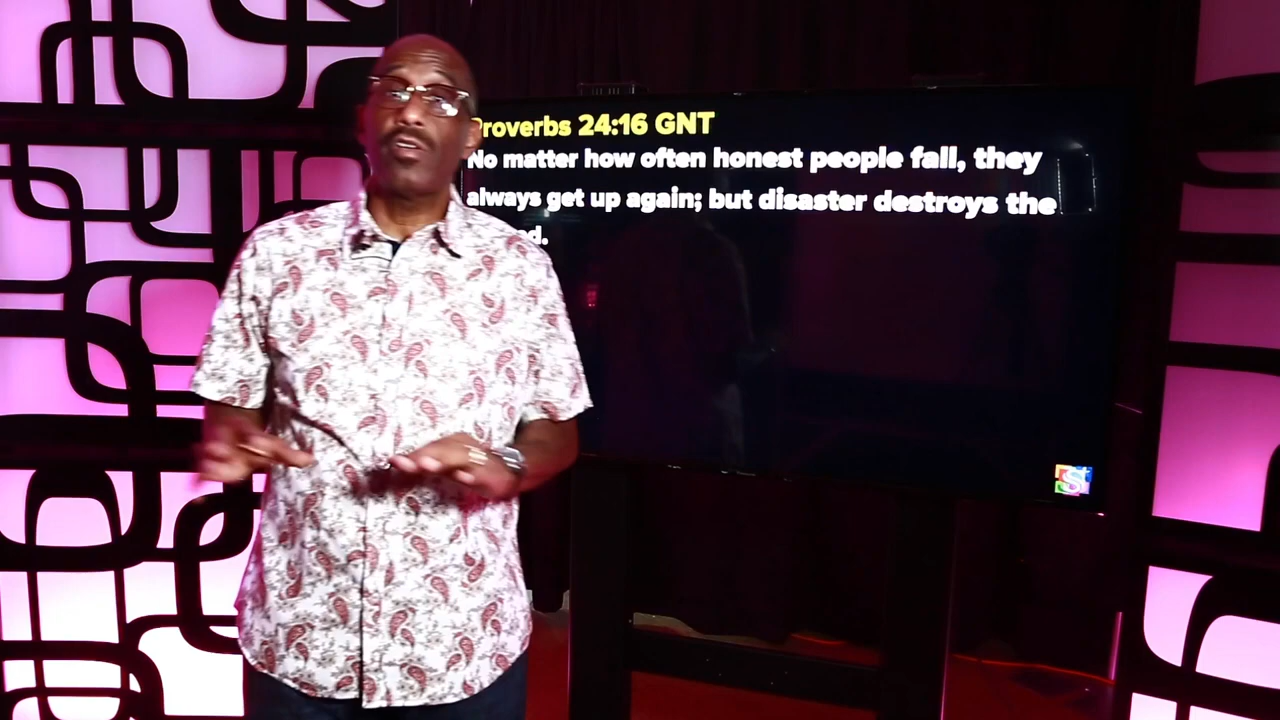 Proverbs 24:16 GNT
No matter how often honest people fall, they
always get up again; but disaster destroys the
S